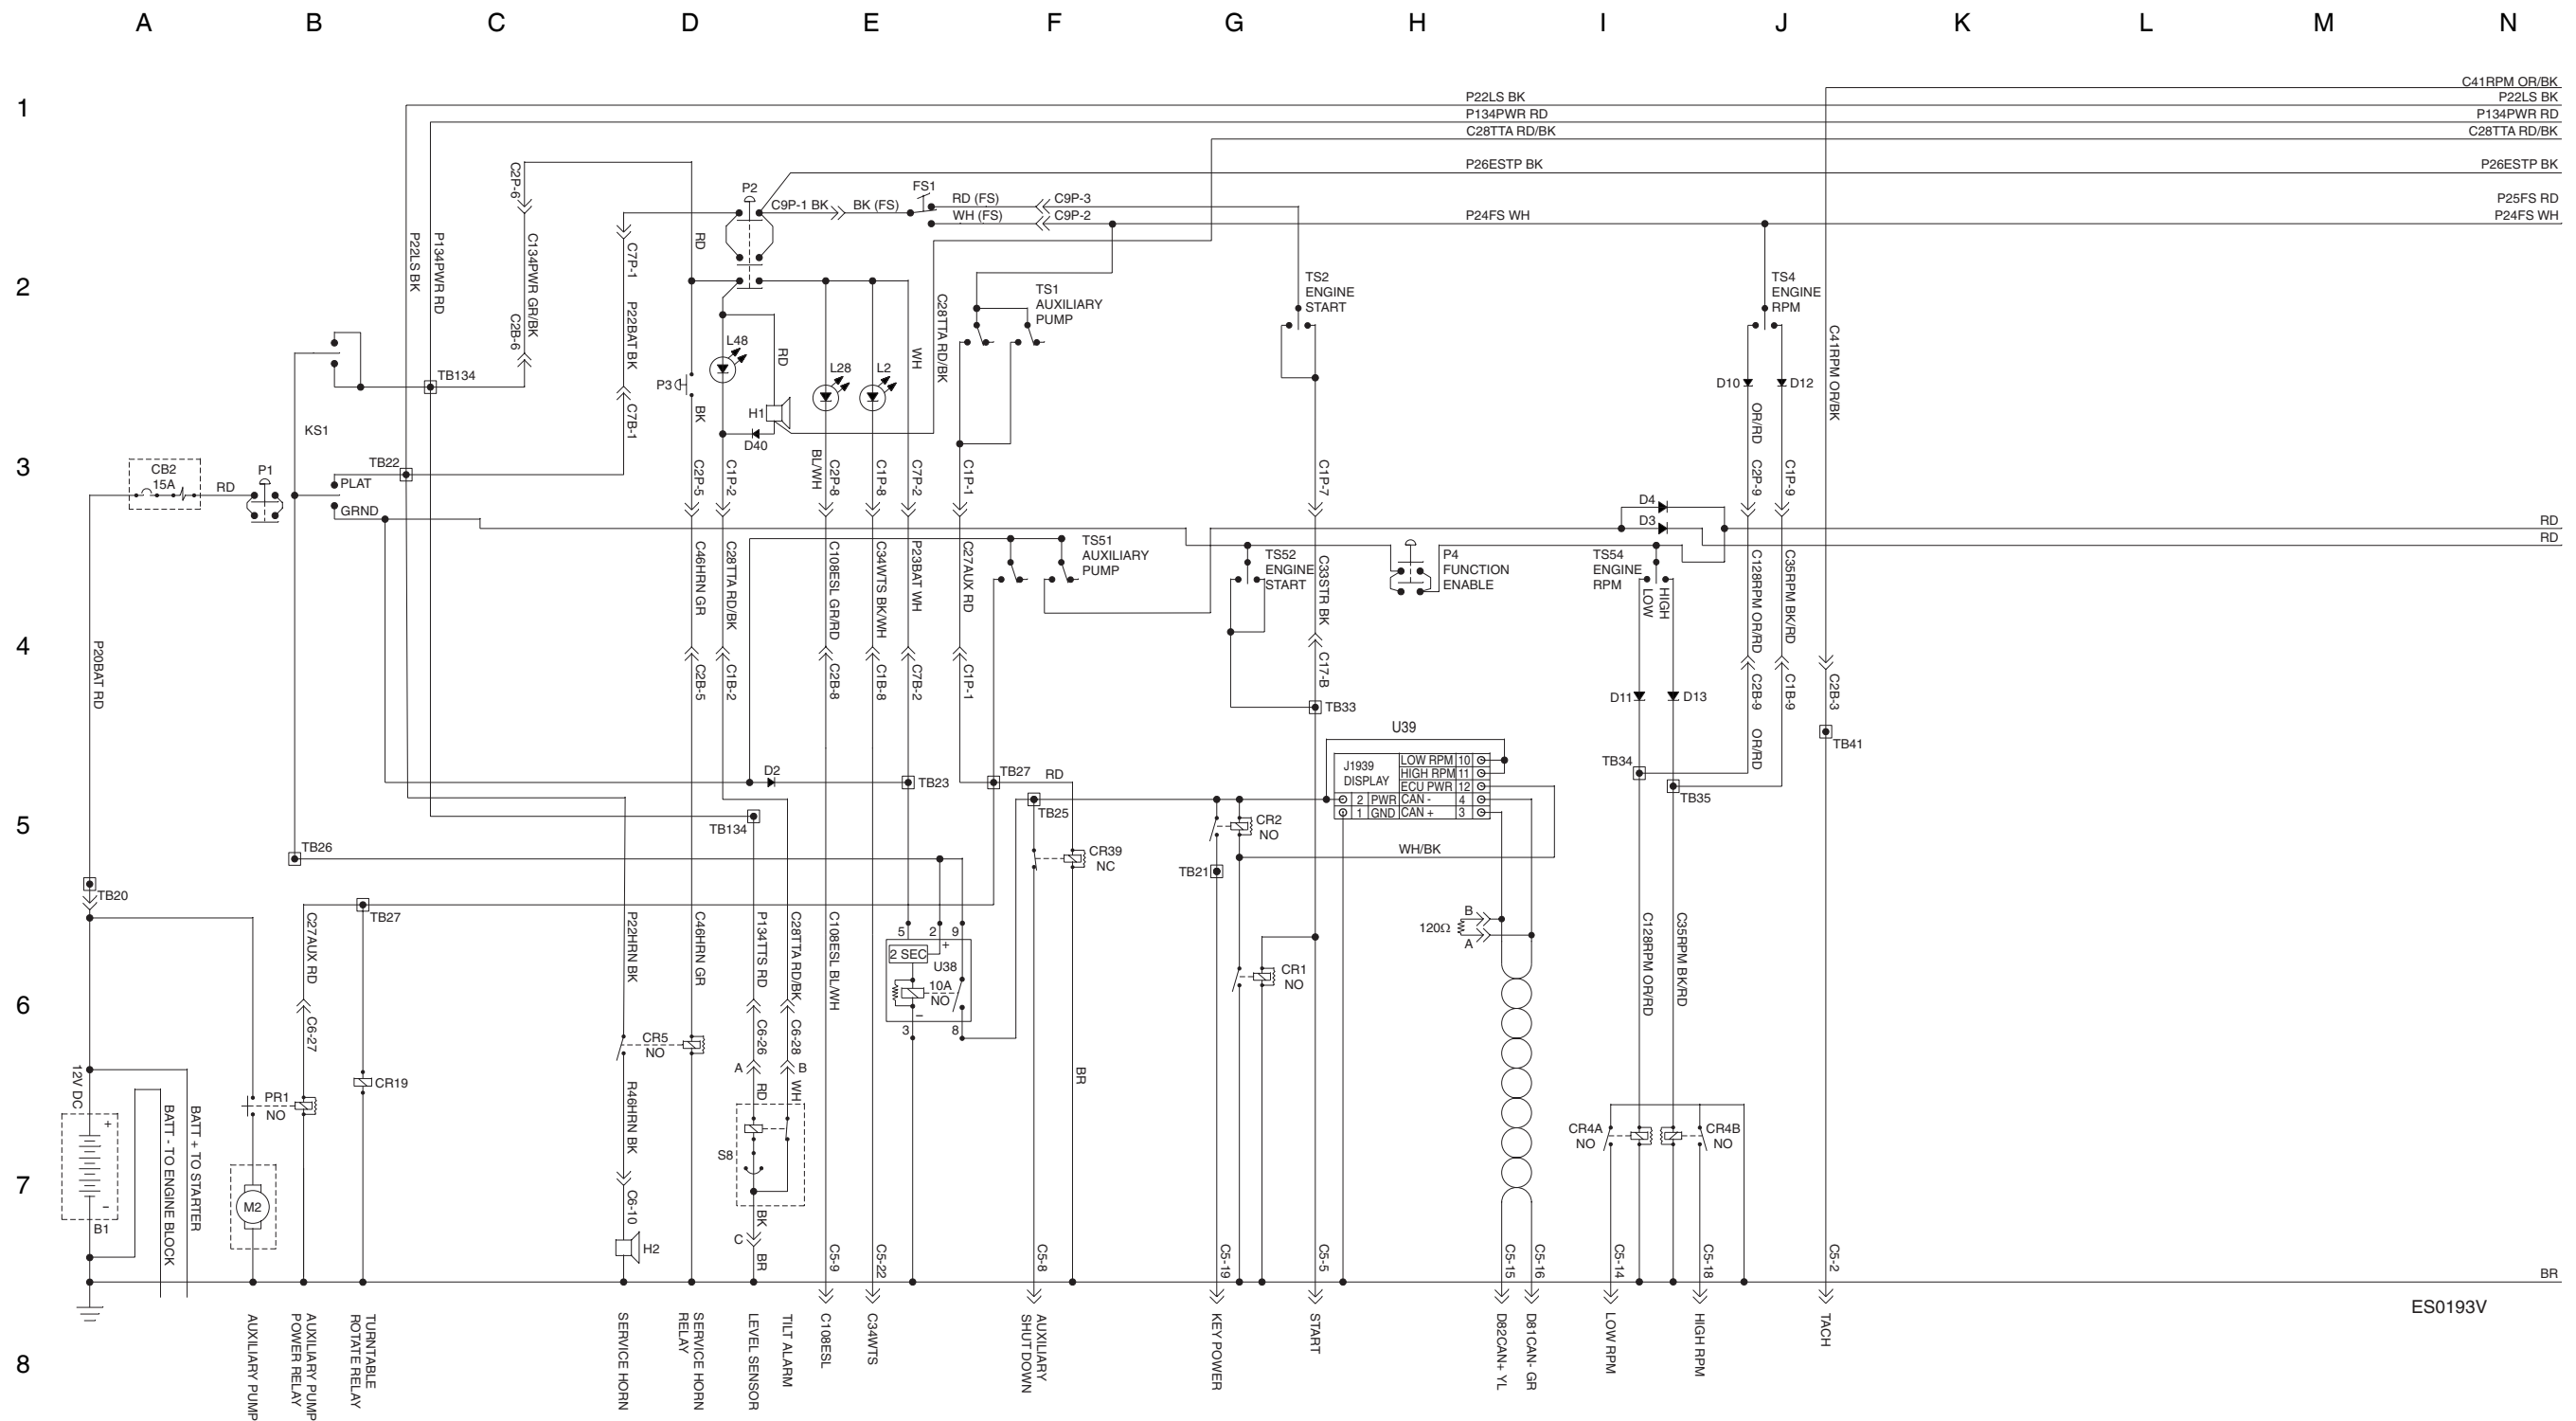 A B C D E F G H I J K L M N
1
C41RPM OR/BK
P22LS BK P22LS BK
P134PWR RD P134PWR RD
C28TTA RD/BK C28TTA RD/BK
P26ESTP BK P26ESTP BK
C2P-6
P2
FS1
C9P-1 BK BK (FS) RD (FS) C9P-3 P25FS RD
WH (FS) C9P-2 P24FS WH P24FS WH
P22LS BK
P134PWR RD
C134PWR GR/BK
C7P-1
RD
2
C2B-6
P22BAT BK
C28TTA RD/BK
TS1
AUXILIARY
PUMP
TS2
ENGINE
START
TS4
ENGINE
RPM
C41RPM OR/BK
L48
RD
L28
L2
WH
TB134
P3
D10
D12
KS1
C7B-1
BK
H1
D40
OR/RD
3
CB2
15A
RD
P1
TB22
PLAT
GRND
C2P-5
C1P-2
BL/WH
C2P-8
C1P-8
C7P-2
C1P-1
C1P-7
C2P-9
C1P-9
D4
D3
RD
RD
C46HRN GR
C28TTA RD/BK
C108ESL GR/RD
C34WTS BK/WH
P23BAT WH
C27AUX RD
TS51
AUXILIARY
PUMP
TS52
ENGINE
START
C33STR BK
P4
FUNCTION
ENABLE
TS54
ENGINE
RPM
LOW
HIGH
C128RPM OR/RD
C35RPM BK/RD
4
P20BAT RD
C2B-5
C1B-2
C2B-8
C1B-8
C7B-2
C1P-1
C17-B
TB33
D11
D13
C2B-9
C1B-9
C2B-3
TB41
U39
J1939
DISPLAY
LOW RPM 10
HIGH RPM 11
ECU PWR 12
2 PWR CAN - 4
1 GND CAN + 3
OR/RD
TB34
TB35
D2
TB23
TB27
RD
TB25
5
TB134
TB26
CR39
NC
CR2
NO
TB21
WH/BK
TB20
TB27
C27AUX RD
P22HRN BK
C46HRN GR
P134TTS RD
C28TTA RD/BK
C108ESL BL/WH
5 2 9
+
2 SEC
U38
10A
NO
-
3 8
B
120Ω
A
C128RPM OR/RD
C35RPM BK/RD
CR1
NO
6
C6-27
CR5
NO
C6-26
C6-28
A B
12V DC
CR19
PR1
NO
R46HRN BK
RD
WH
BR
BATT - TO ENGINE BLOCK
BATT + TO STARTER
+
-
B1
CR4A
NO
CR4B
NO
S8
7
M2
C6-10
H2
BK
C
BR
C5-9
C5-22
C5-8
C5-19
C5-5
C5-15
C5-16
C5-14
C5-18
C5-2
BR
ES0193V
8
AUXILIARY PUMP
AUXILIARY PUMP
POWER RELAY
TURNTABLE
ROTATE RELAY
SERVICE HORN
SERVICE HORN
RELAY
LEVEL SENSOR
TILT ALARM
C108ESL
C34WTS
AUXILIARY
SHUT DOWN
KEY POWER
START
D82CAN+ YL
D81CAN- GR
LOW RPM
HIGH RPM
TACH